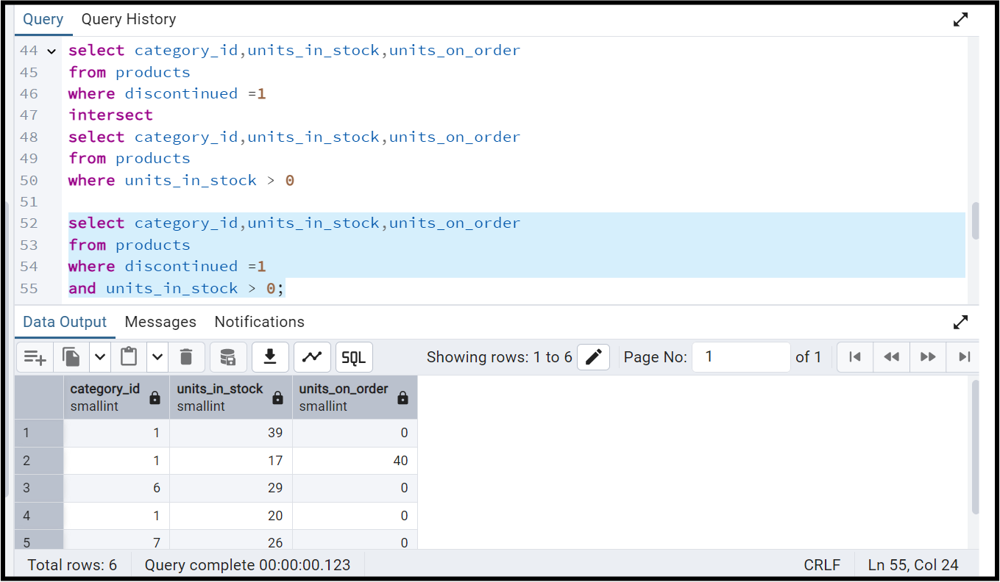 Query Query History
44 select category_id,units_in_stock,units_on_order
45 from products
46 where discontinued =1
47 intersect
48 select category_id,units_in_stock,units_on_order
49 from products
50 where units_in_stock > 0
51
52 select category_id,units_in_stock,units_on_order
53 from products
54 where discontinued =1
55 and units_in_stock > 0;
Data Output Messages Notifications
SQL Showing rows: 1 to 6 Page No: 1 of 1
category_id units_in_stock units_on_order
smallint smallint smallint
1 1 39 0
2 1 17 40
3 6 29 0
4 1 20 0
5 7 26 0
Total rows: 6 Query complete 00:00:00.123 CRLF Ln 55, Col 24